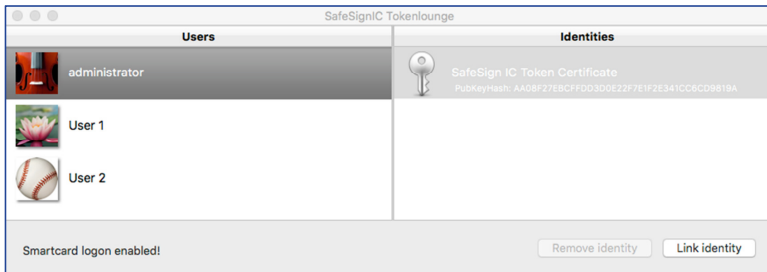 SafeSignIC Tokenlounge
Users
Identities
administrator
User 1
User 2
SafeSign IC Token Certificate
PubKeyHash: AA08F27EBCFFDD3D0E22F7E1F2E341CC6CD9819A
Smartcard logon enabled!
Remove identity
Link identity